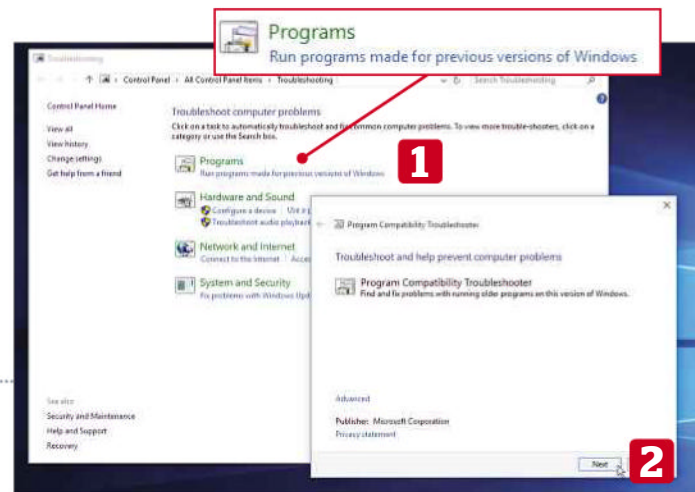 Programs
Run programs made for previous versions of Windows
Troubleshooting
Control Panel › All Control Panel Items › Troubleshooting
Search Troubleshooting
Control Panel Home
View all
View history
Change settings
Get help from a friend
Troubleshoot computer problems
Click on a task to automatically troubleshoot and fix common computer problems. To view more trouble-shooters, click on a
category or use the Search box.
Programs
Run programs made for previous versions of Windows
1
Hardware and Sound
Configure a device
Troubleshoot audio playback
Network and Internet
Connect to the Internet
System and Security
Fix problems with Windows Upd
Program Compatibility Troubleshooter
Troubleshoot and help prevent computer problems
Program Compatibility Troubleshooter
Find and fix problems with running older programs on this version of Windows.
Advanced
Publisher: Microsoft Corporation
Privacy statement
Next
2
See also
Security and Maintenance
Help and Support
Recovery